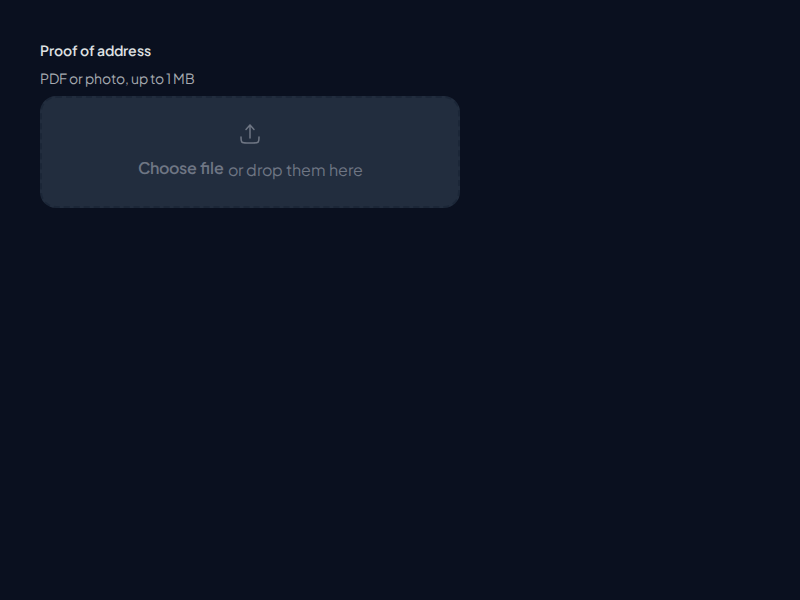 Proof of address
PDF or photo, up to 1 MB
Choose file or drop them here